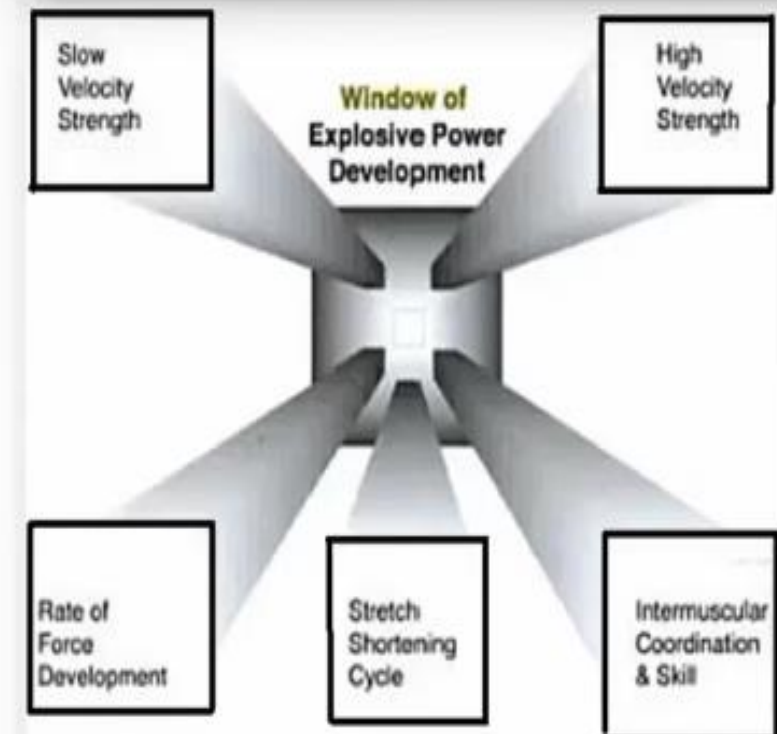 Slow
Velocity
Strength
Window of
Explosive Power
Development
High
Velocity
Strength
Rate of
Force
Development
Stretch
Shortening
Cycle
Intermuscular
Coordination
& Skill